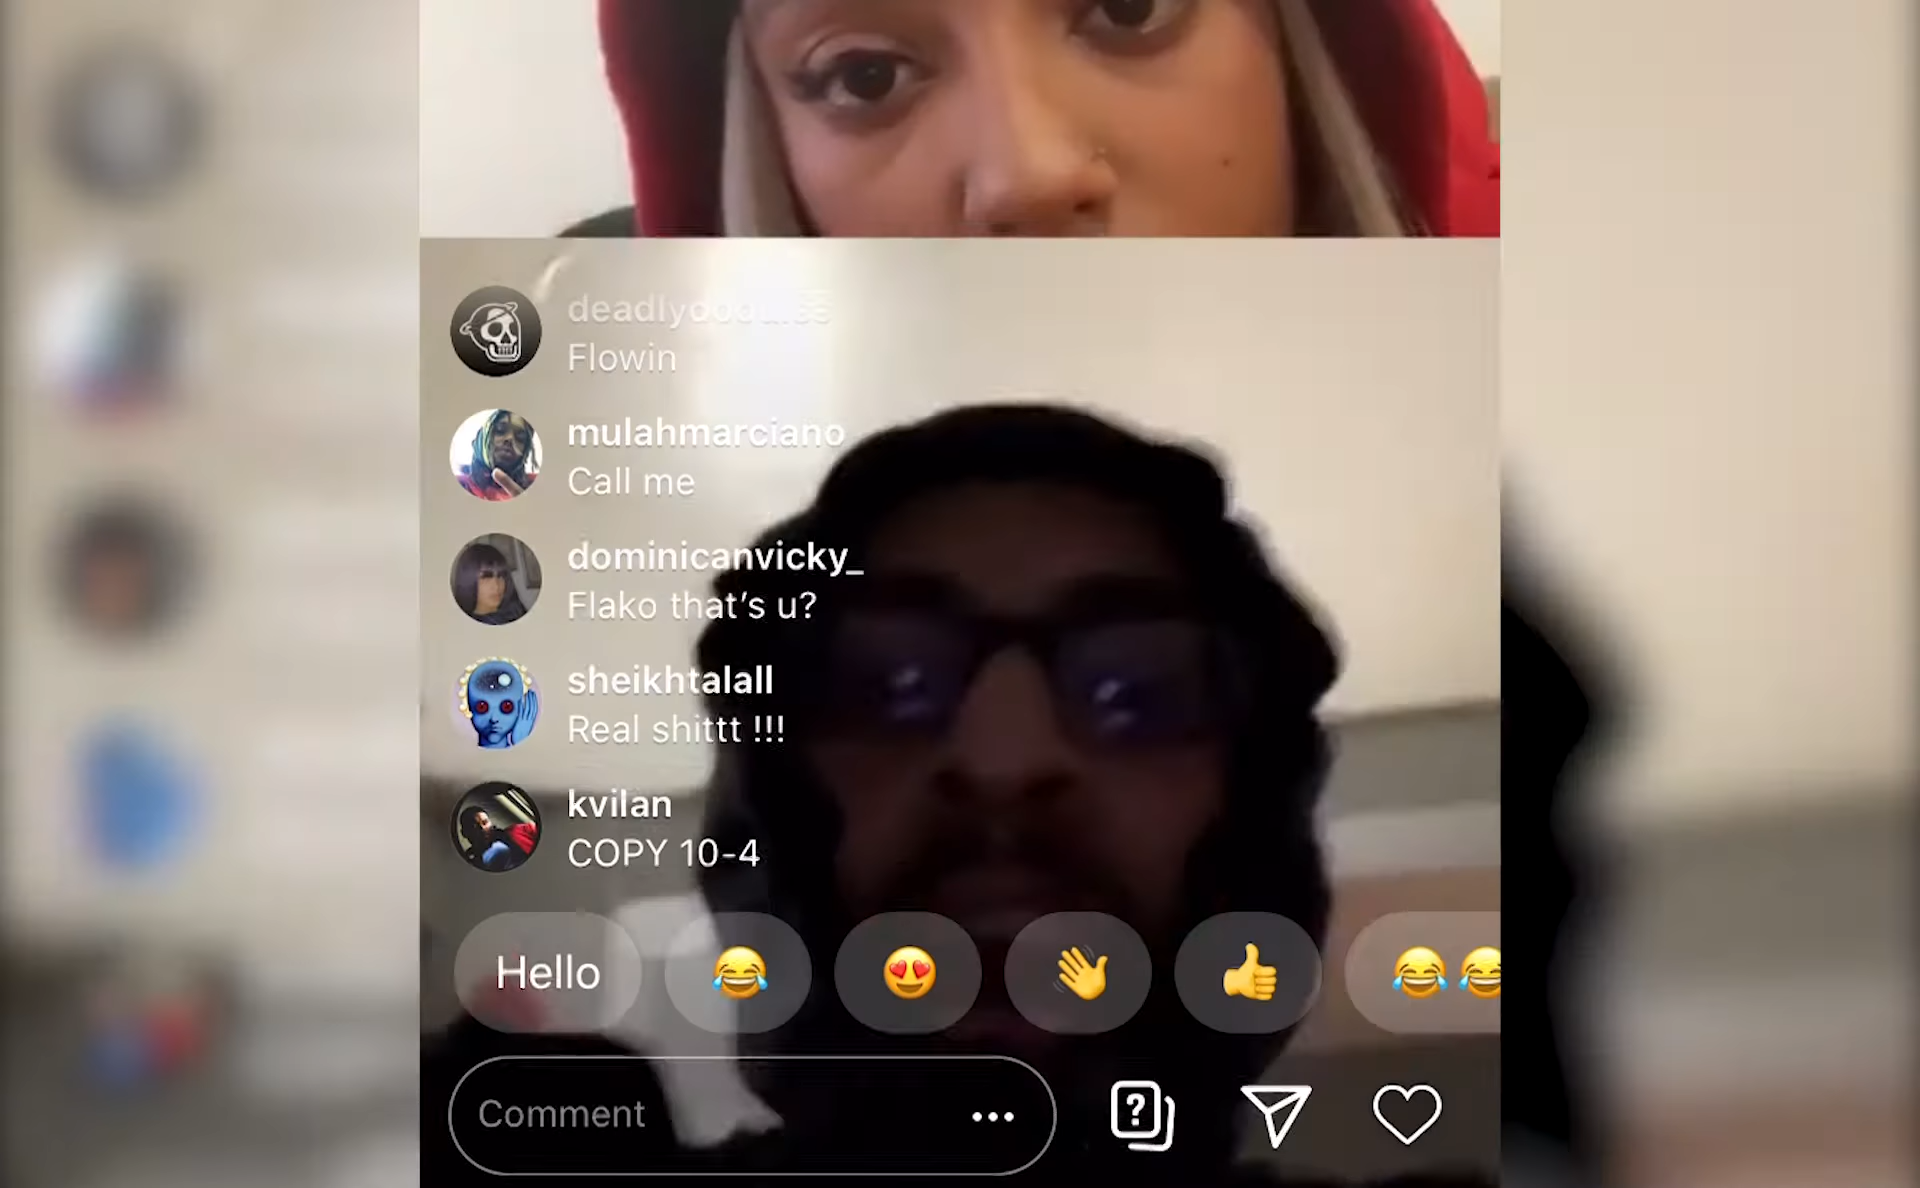 Flowin
mulahmarciano
Call me
dominicanvicky_
Flako that's u?
sheikhtalall
Real shittt !!!
kvilan
COPY 10-4
Hello
Comment
?